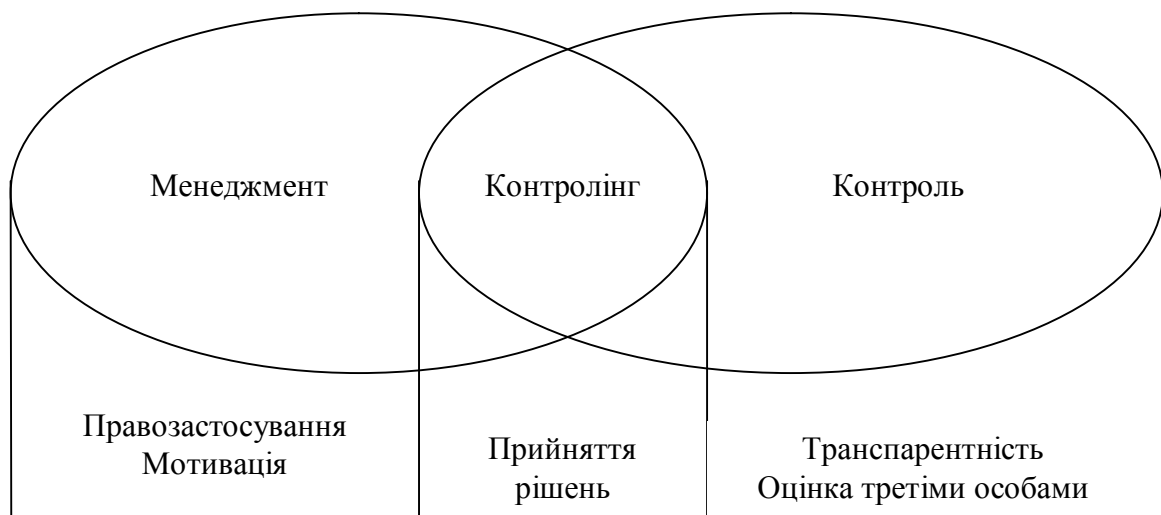 Менеджмент
Контролінг
Контроль
Правозастосування
Мотивація
Прийняття
рішень
Транспарентність
Оцінка третіми особами